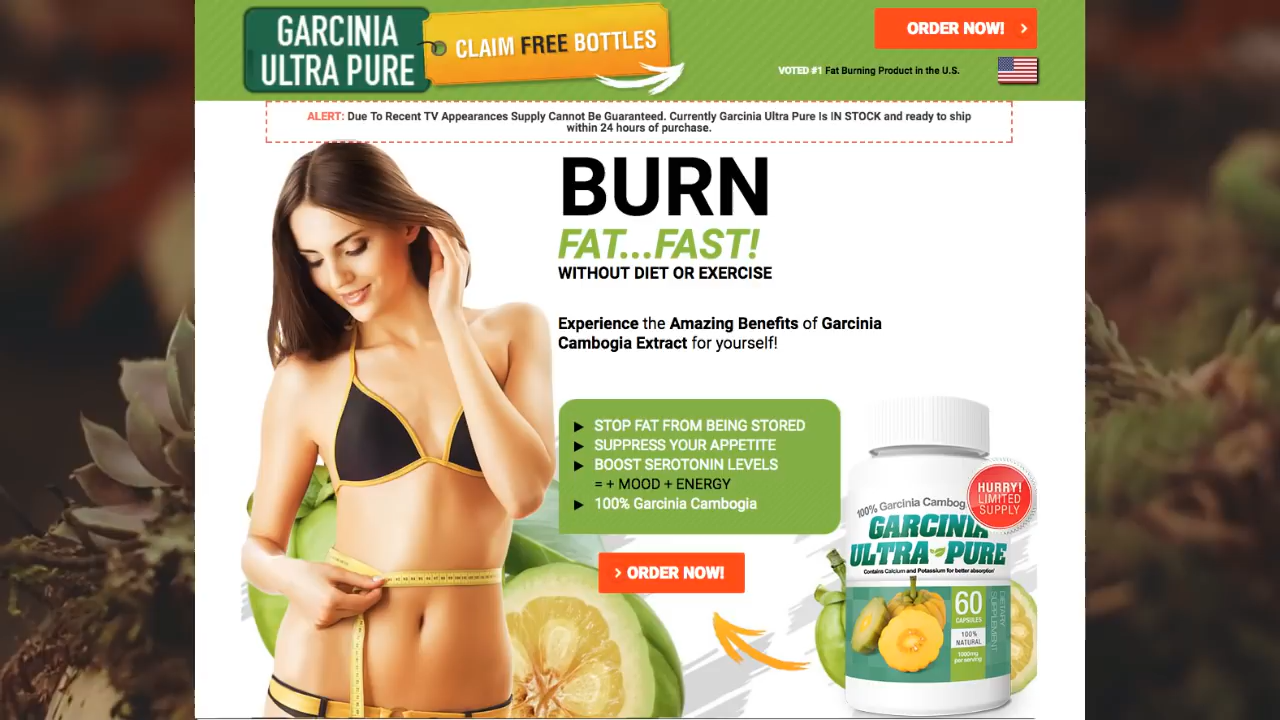 GARCINIA
ULTRA PURE
CLAIM FREE BOTTLES
ORDER NOW!
VOTED #1 Fat Burning Product in the U.S.
ALERT: Due To Recent TV Appearances Supply Cannot Be Guaranteed. Currently Garcinia Ultra Pure Is IN STOCK and ready to ship
within 24 hours of purchase.
BURN
FAT...FAST!
WITHOUT DIET OR EXERCISE
Experience the Amazing Benefits of Garcinia
Cambogia Extract for yourself!
STOP FAT FROM BEING STORED
SUPPRESS YOUR APPETITE
BOOST SEROTONIN LEVELS
= + MOOD + ENERGY
100% Garcinia Cambogia
ORDER NOW!
HURRY!
LIMITED
SUPPLY
100% Garcinia Cambog
GARCINIA
ULTRA PURE
Contains Calcium and Potassium for better absorption!
60
CAPSULES
100%
NATURAL
1000mg
per serving
DIETARY
SUPPLEMENT